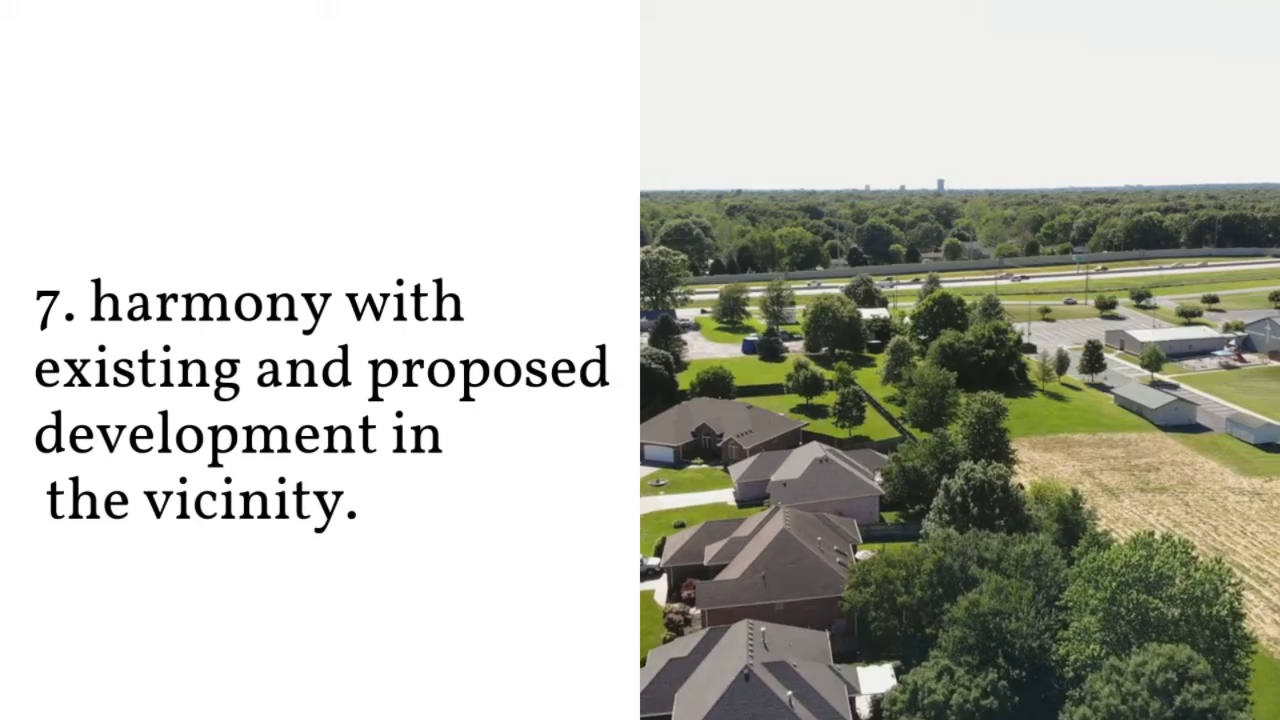 7. harmony with
existing and proposed
development in
the vicinity.